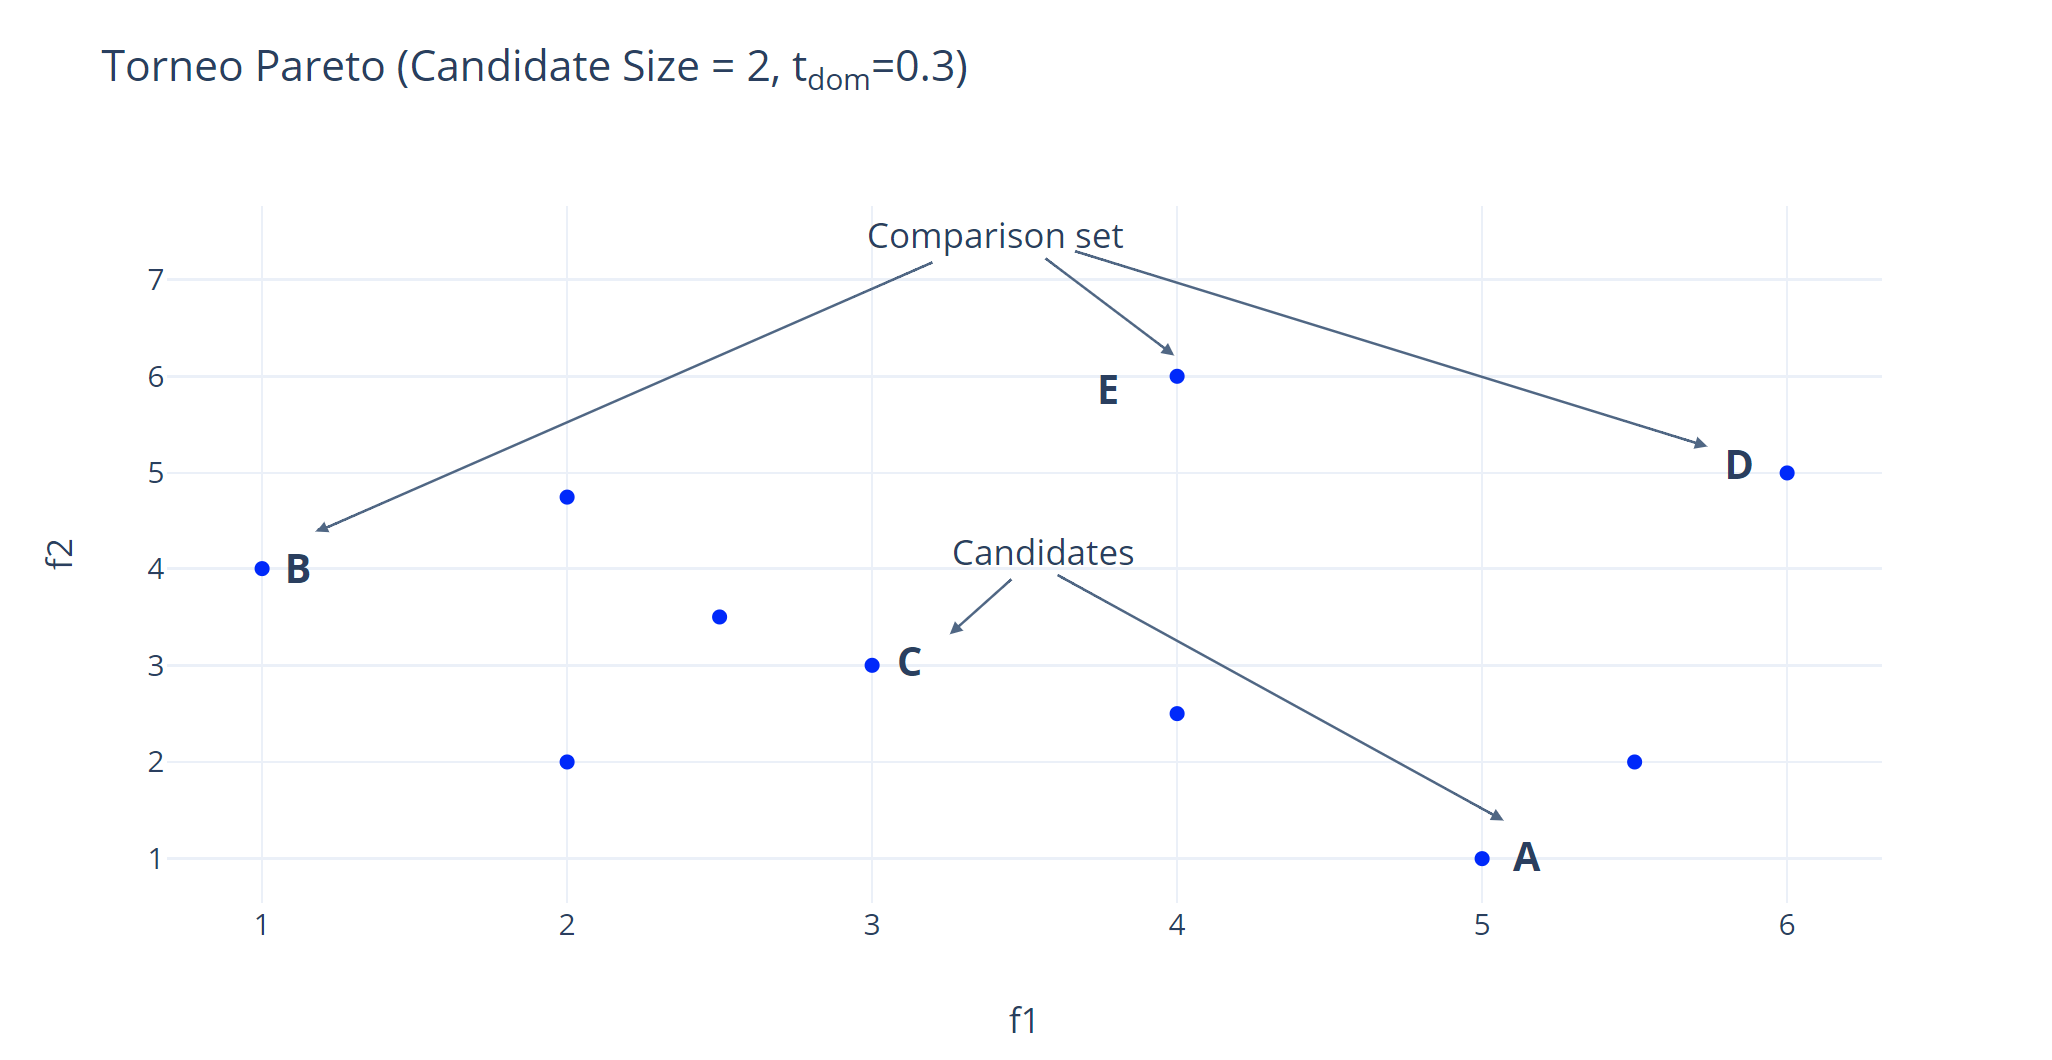 Torneo Pareto (Candidate Size = 2, tdom=0.3)
Comparison set
7
6
E
5
D
Candidates
f2
4
B
3
C
2
1
A
1 2 3 4 5 6
f1